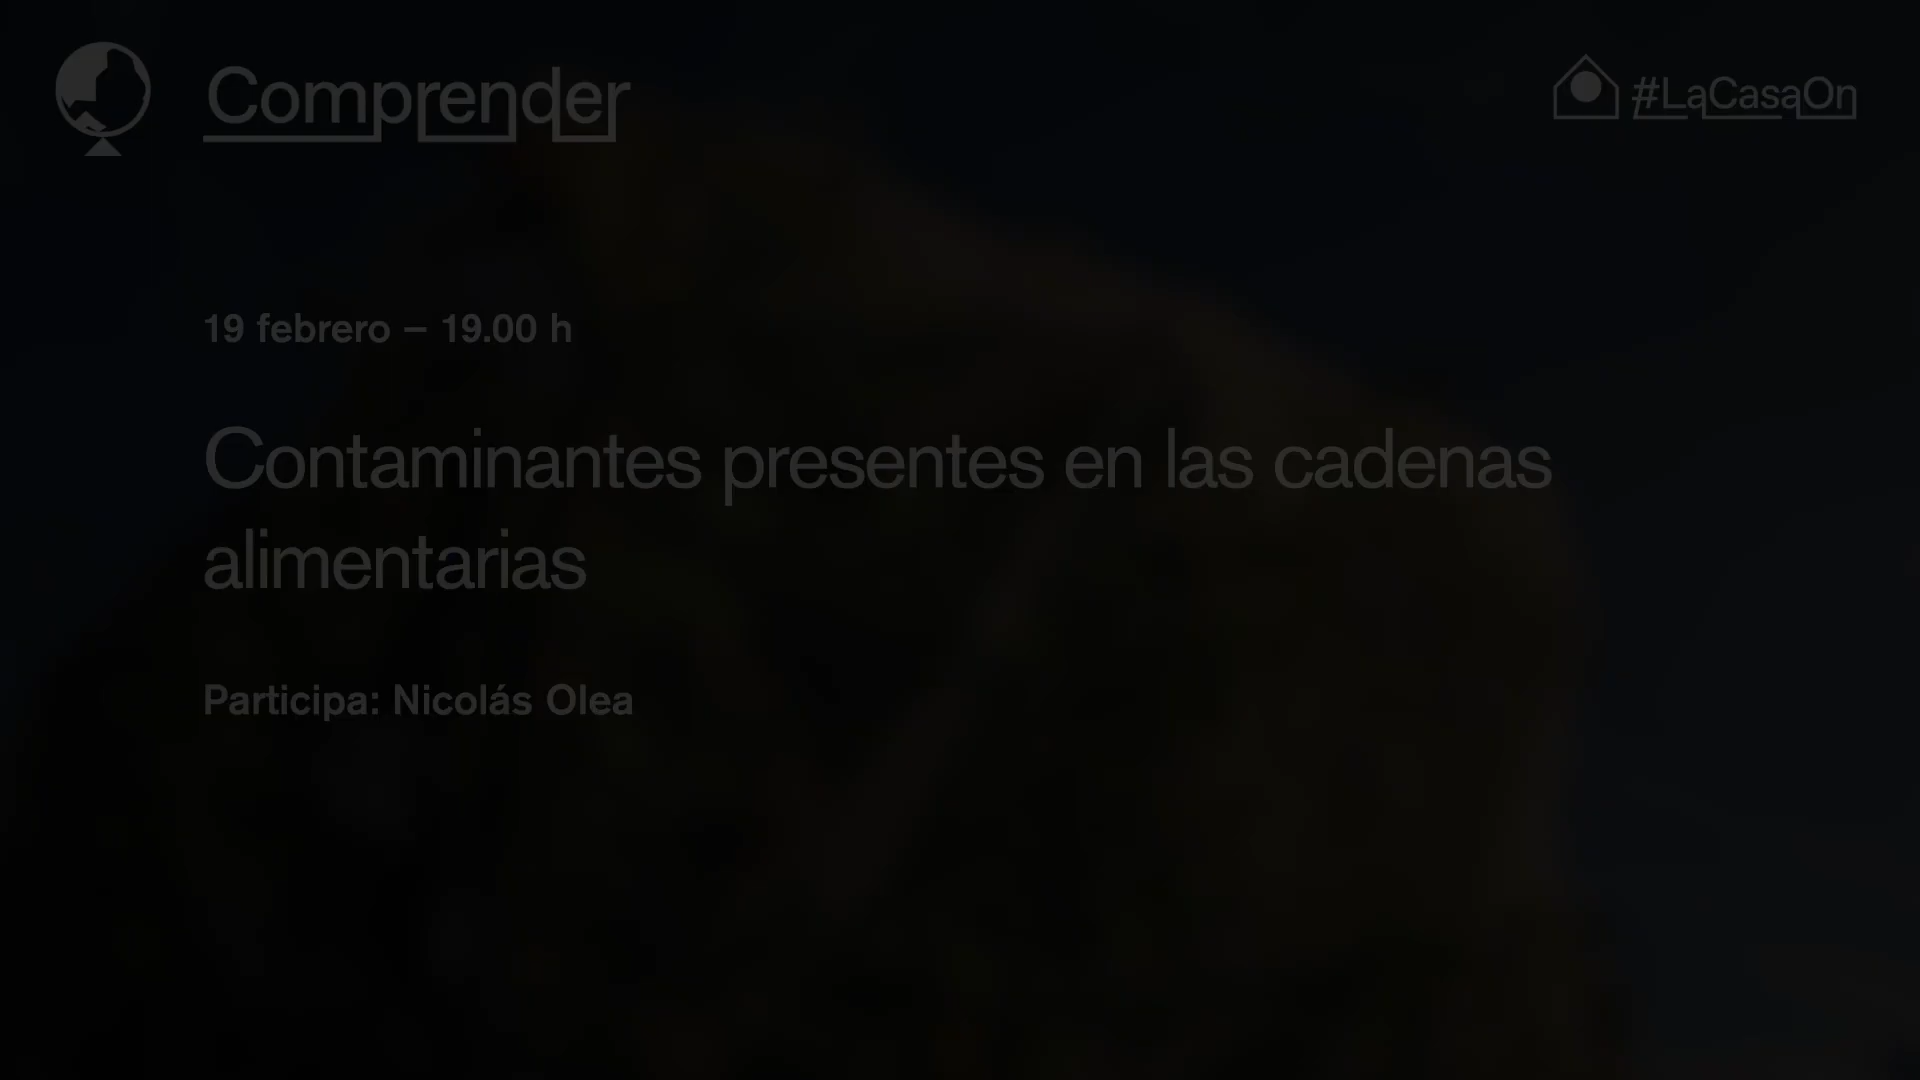 Comprender
#LaCasaOn
19 febrero – 19.00 h
Contaminantes presentes en las cadenas
alimentarias
Participa: Nicolás Olea